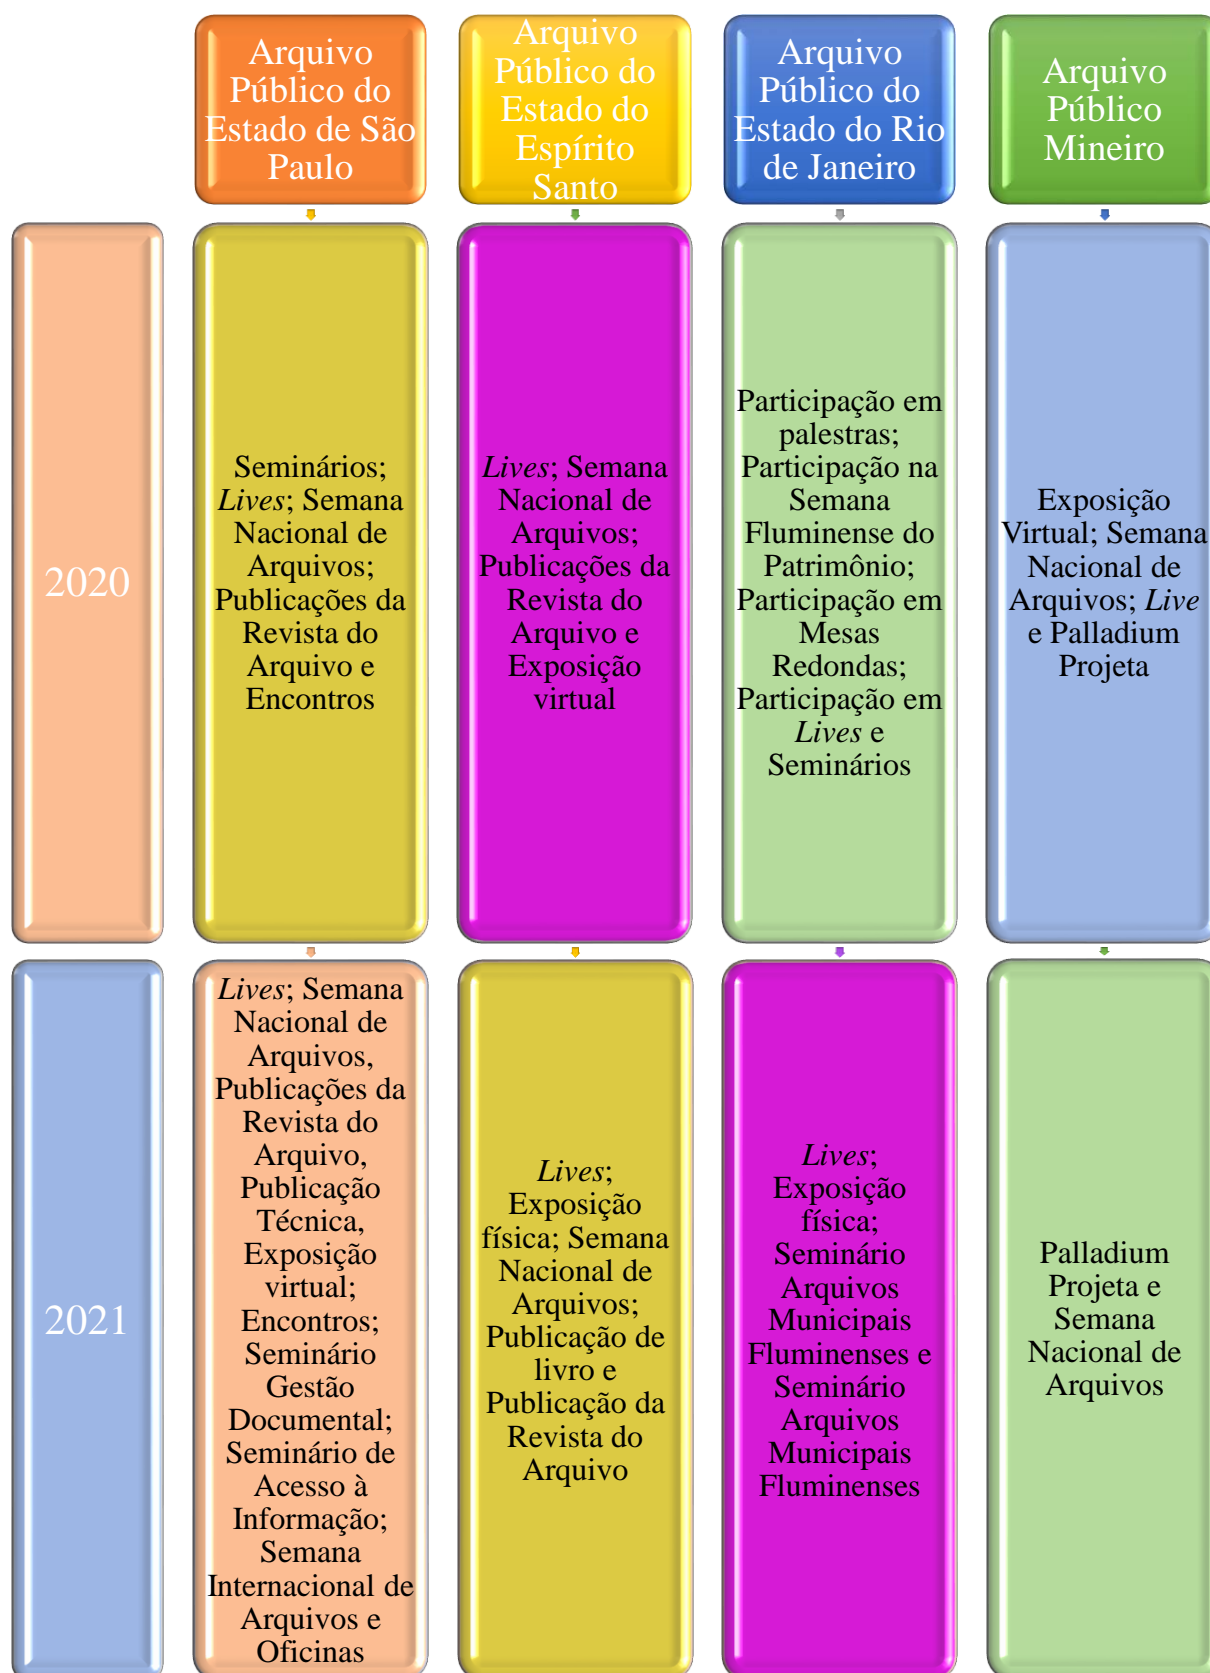 Arquivo
Público do
Estado de São
Paulo
Arquivo
Público do
Estado do
Espírito
Santo
Arquivo
Público do
Estado do Rio
de Janeiro
Arquivo
Público
Mineiro
2020
Seminários;
Lives; Semana
Nacional de
Arquivos;
Publicações da
Revista do
Arquivo e
Encontros
Lives; Semana
Nacional de
Arquivos;
Publicações da
Revista do
Arquivo e
Exposição
virtual
Participação em
palestras;
Participação na
Semana
Fluminense do
Patrimônio;
Participação em
Mesas
Redondas;
Participação em
Lives e
Seminários
Exposição
Virtual; Semana
Nacional de
Arquivos; Live
e Palladium
Projeta
2021
Lives; Semana
Nacional de
Arquivos,
Publicações da
Revista do
Arquivo,
Publicação
Técnica,
Exposição
virtual;
Encontros;
Seminário
Gestão
Documental;
Seminário de
Acesso à
Informação;
Semana
Internacional de
Arquivos e
Oficinas
Lives;
Exposição
física; Semana
Nacional de
Arquivos;
Publicação de
livro e
Publicação da
Revista do
Arquivo
Lives;
Exposição
física;
Seminário
Arquivos
Municipais
Fluminenses e
Seminário
Arquivos
Municipais
Fluminenses
Palladium
Projeta e
Semana
Nacional de
Arquivos